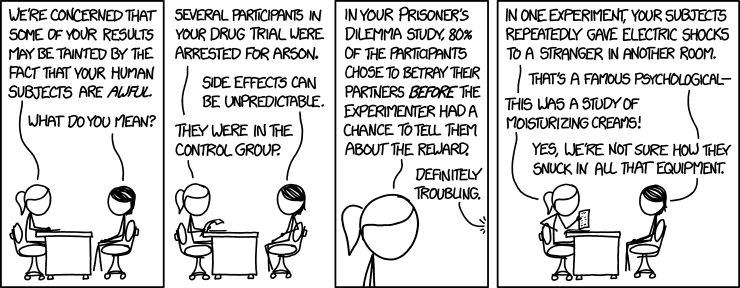 WE'RE CONCERNED THAT
SOME OF YOUR RESULTS
MAY BE TAINTED BY THE
FACT THAT YOUR HUMAN
SUBJECTS ARE AWFUL.
WHAT DO YOU MEAN?
SEVERAL PARTICIPANTS IN
YOUR DRUG TRIAL WERE
ARRESTED FOR ARSON.
SIDE EFFECTS CAN
BE UNPREDICTABLE.
THEY WERE IN THE
CONTROL GROUP.
IN YOUR PRISONER'S
DILEMMA STUDY, 80%
OF THE PARTICIPANTS
CHOSE TO BETRAY THEIR
PARTNERS BEFORE THE
EXPERIMENTER HAD A
CHANCE TO TELL THEM
ABOUT THE REWARD.
DEFINITELY
TROUBLING.
IN ONE EXPERIMENT, YOUR SUBJECTS
REPEATEDLY GAVE ELECTRIC SHOCKS
TO A STRANGER IN ANOTHER ROOM.
THAT'S A FAMOUS PSYCHOLOGICAL—
THIS WAS A STUDY OF
MOISTURIZING CREAMS!
YES, WE'RE NOT SURE HOW THEY
SNUCK IN ALL THAT EQUIPMENT.